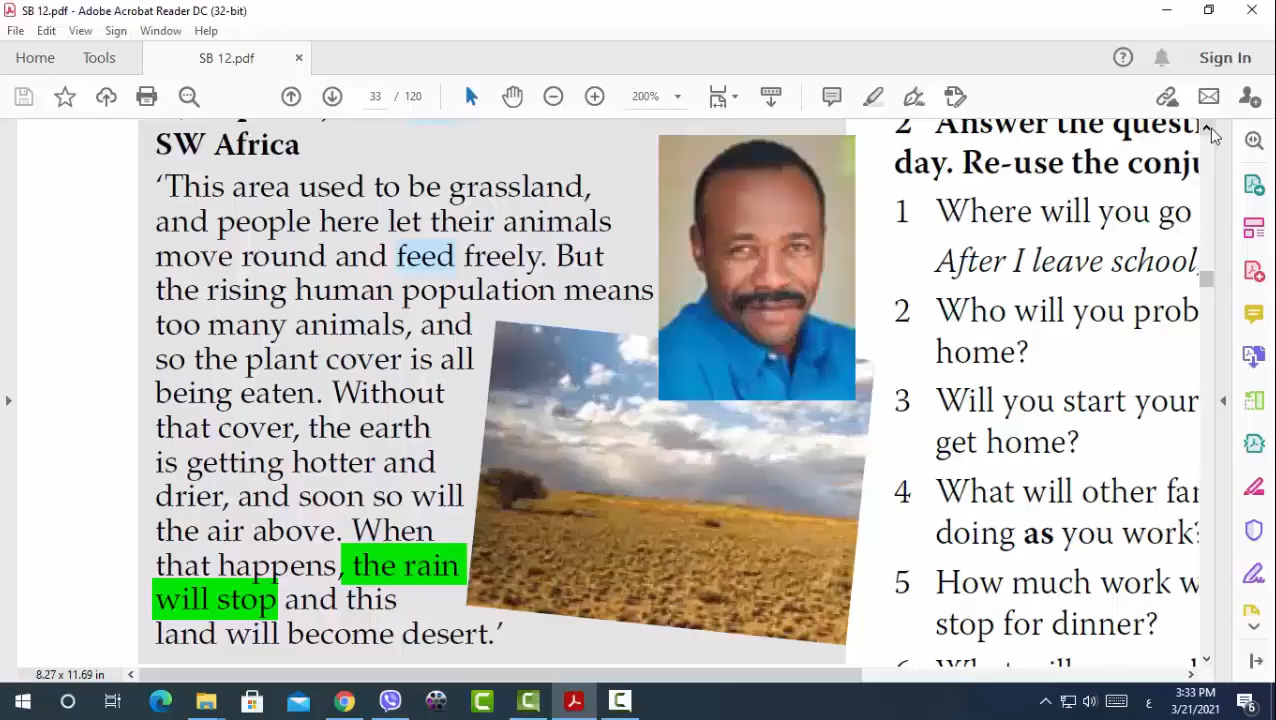 SB 12.pdf - Adobe Acrobat Reader DC (32-bit)
File Edit View Sign Window Help
Home Tools SB 12.pdf × Sign In
33 / 120 200%
SW Africa
‘This area used to be grassland,
and people here let their animals
move round and feed freely. But
the rising human population means
too many animals, and
so the plant cover is all
being eaten. Without
that cover, the earth
is getting hotter and
drier, and soon so will
the air above. When
that happens, the rain
will stop and this
land will become desert.’
2 Answer the questi
day. Re-use the conju
1 Where will you go
After I leave school,
2 Who will you prob
home?
3 Will you start your
get home?
4 What will other far
doing as you work?
5 How much work w
stop for dinner?
8.27 x 11.69 in
3:33 PM
3/21/2021
ع
6